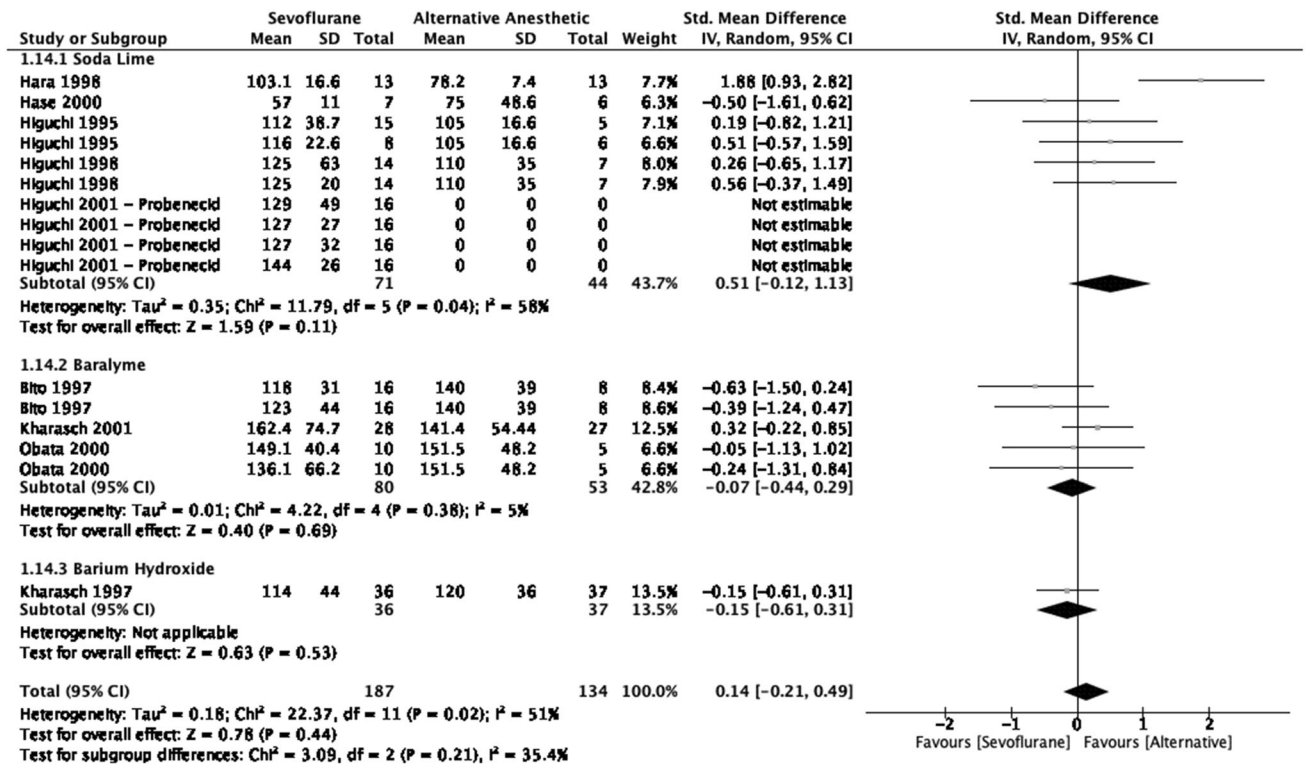 Sevoflurane Alternative Anesthetic Std. Mean Difference Std. Mean Difference
Study or Subgroup Mean SD Total Mean SD Total Weight IV, Random, 95% CI IV, Random, 95% CI
1.14.1 Soda Lime
Hara 1998 103.1 16.6 13 78.2 7.4 13 7.7% 1.88 [0.93, 2.82]
Hase 2000 57 11 7 75 48.6 6 6.3% −0.50 [−1.61, 0.62]
Higuchi 1995 112 38.7 15 105 16.6 5 7.1% 0.19 [−0.82, 1.21]
Higuchi 1995 116 22.6 8 105 16.6 6 6.6% 0.51 [−0.57, 1.59]
Higuchi 1998 125 63 14 110 35 7 8.0% 0.26 [−0.65, 1.17]
Higuchi 1998 125 20 14 110 35 7 7.9% 0.56 [−0.37, 1.49]
Higuchi 2001 − Probenecid 129 49 16 0 0 0 Not estimable
Higuchi 2001 − Probenecid 127 27 16 0 0 0 Not estimable
Higuchi 2001 − Probenecid 127 32 16 0 0 0 Not estimable
Higuchi 2001 − Probenecid 144 26 16 0 0 0 Not estimable
Subtotal (95% CI) 71 44 43.7% 0.51 [−0.12, 1.13]
Heterogeneity: Tau² = 0.35; Chi² = 11.79, df = 5 (P = 0.04); I² = 58%
Test for overall effect: Z = 1.59 (P = 0.11)
1.14.2 Baralyme
Bito 1997 118 31 16 140 39 8 8.4% −0.63 [−1.50, 0.24]
Bito 1997 123 44 16 140 39 8 8.6% −0.39 [−1.24, 0.47]
Kharasch 2001 162.4 74.7 28 141.4 54.44 27 12.5% 0.32 [−0.22, 0.85]
Obata 2000 149.1 40.4 10 151.5 48.2 5 6.6% −0.05 [−1.13, 1.02]
Obata 2000 136.1 66.2 10 151.5 48.2 5 6.6% −0.24 [−1.31, 0.84]
Subtotal (95% CI) 80 53 42.8% −0.07 [−0.44, 0.29]
Heterogeneity: Tau² = 0.01; Chi² = 4.22, df = 4 (P = 0.38); I² = 5%
Test for overall effect: Z = 0.40 (P = 0.69)
1.14.3 Barium Hydroxide
Kharasch 1997 114 44 36 120 36 37 13.5% −0.15 [−0.61, 0.31]
Subtotal (95% CI) 36 37 13.5% −0.15 [−0.61, 0.31]
Heterogeneity: Not applicable
Test for overall effect: Z = 0.63 (P = 0.53)
Total (95% CI) 187 134 100.0% 0.14 [−0.21, 0.49]
Heterogeneity: Tau² = 0.18; Chi² = 22.37, df = 11 (P = 0.02); I² = 51%
Test for overall effect: Z = 0.78 (P = 0.44)
Test for subgroup differences: Chi² = 3.09, df = 2 (P = 0.21), I² = 35.4%
−2 −1 0 1 2
Favours [Sevoflurane] Favours [Alternative]